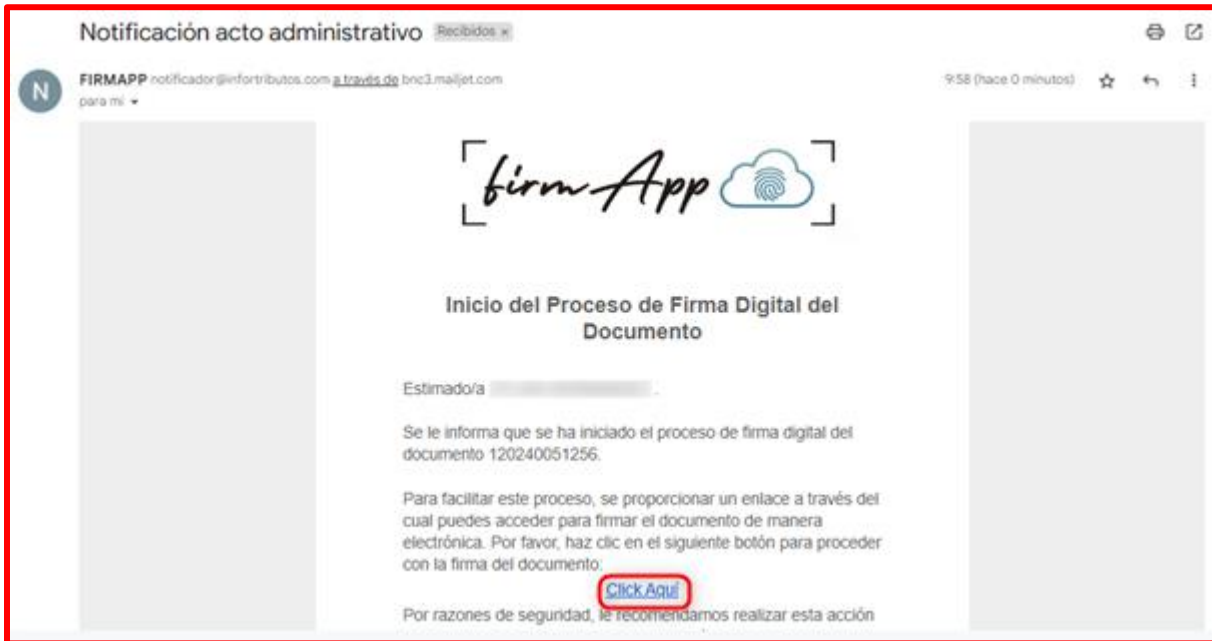 Notificación acto administrativo Recibidos x
FIRMAPP notificador@infortributos.com a través de bnc3.mailjet.com
9:58 (hace 0 minutos)
N
para mí
firmApp
Inicio del Proceso de Firma Digital del
Documento
Estimado/a .
Se le informa que se ha iniciado el proceso de firma digital del
documento 120240051256.
Para facilitar este proceso, se proporcionar un enlace a través del
cual puedes acceder para firmar el documento de manera
electrónica. Por favor, haz clic en el siguiente botón para proceder
con la firma del documento:
Click Aquí
Por razones de seguridad, le recomendamos realizar esta acción